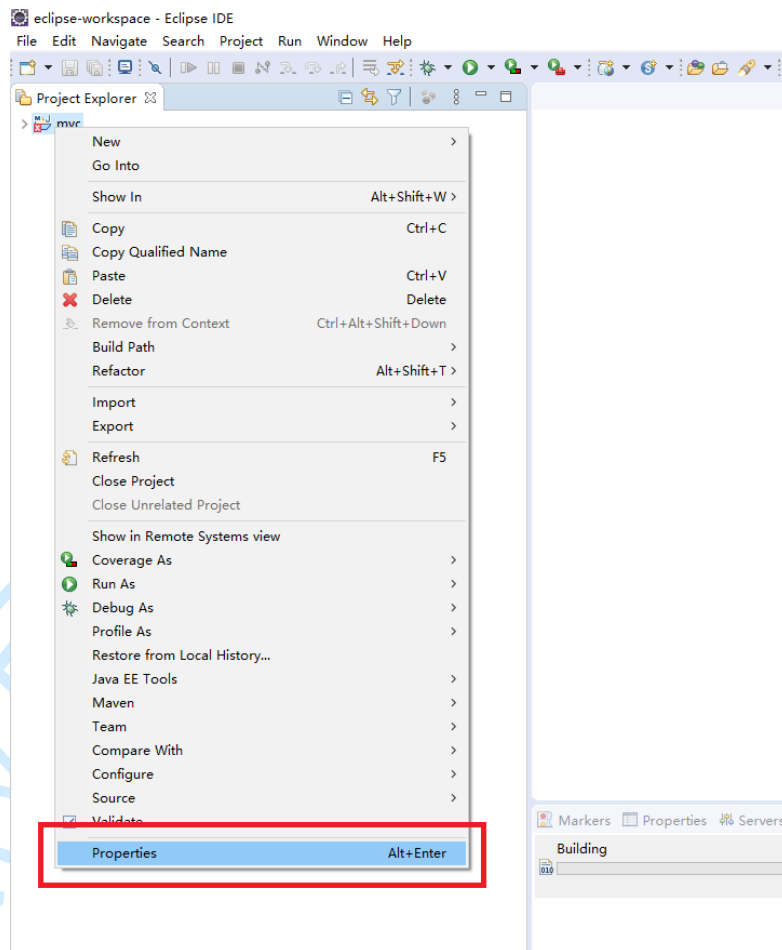 eclipse-workspace - Eclipse IDE
File Edit Navigate Search Project Run Window Help
Project Explorer
mvc
New
Go Into
Show In Alt+Shift+W
Copy Ctrl+C
Copy Qualified Name
Paste Ctrl+V
Delete Delete
Remove from Context Ctrl+Alt+Shift+Down
Build Path
Refactor Alt+Shift+T
Import
Export
Refresh F5
Close Project
Close Unrelated Project
Show in Remote Systems view
Coverage As
Run As
Debug As
Profile As
Restore from Local History...
Java EE Tools
Maven
Team
Compare With
Configure
Source
Validate
Properties Alt+Enter
Markers Properties Servers
Building
010